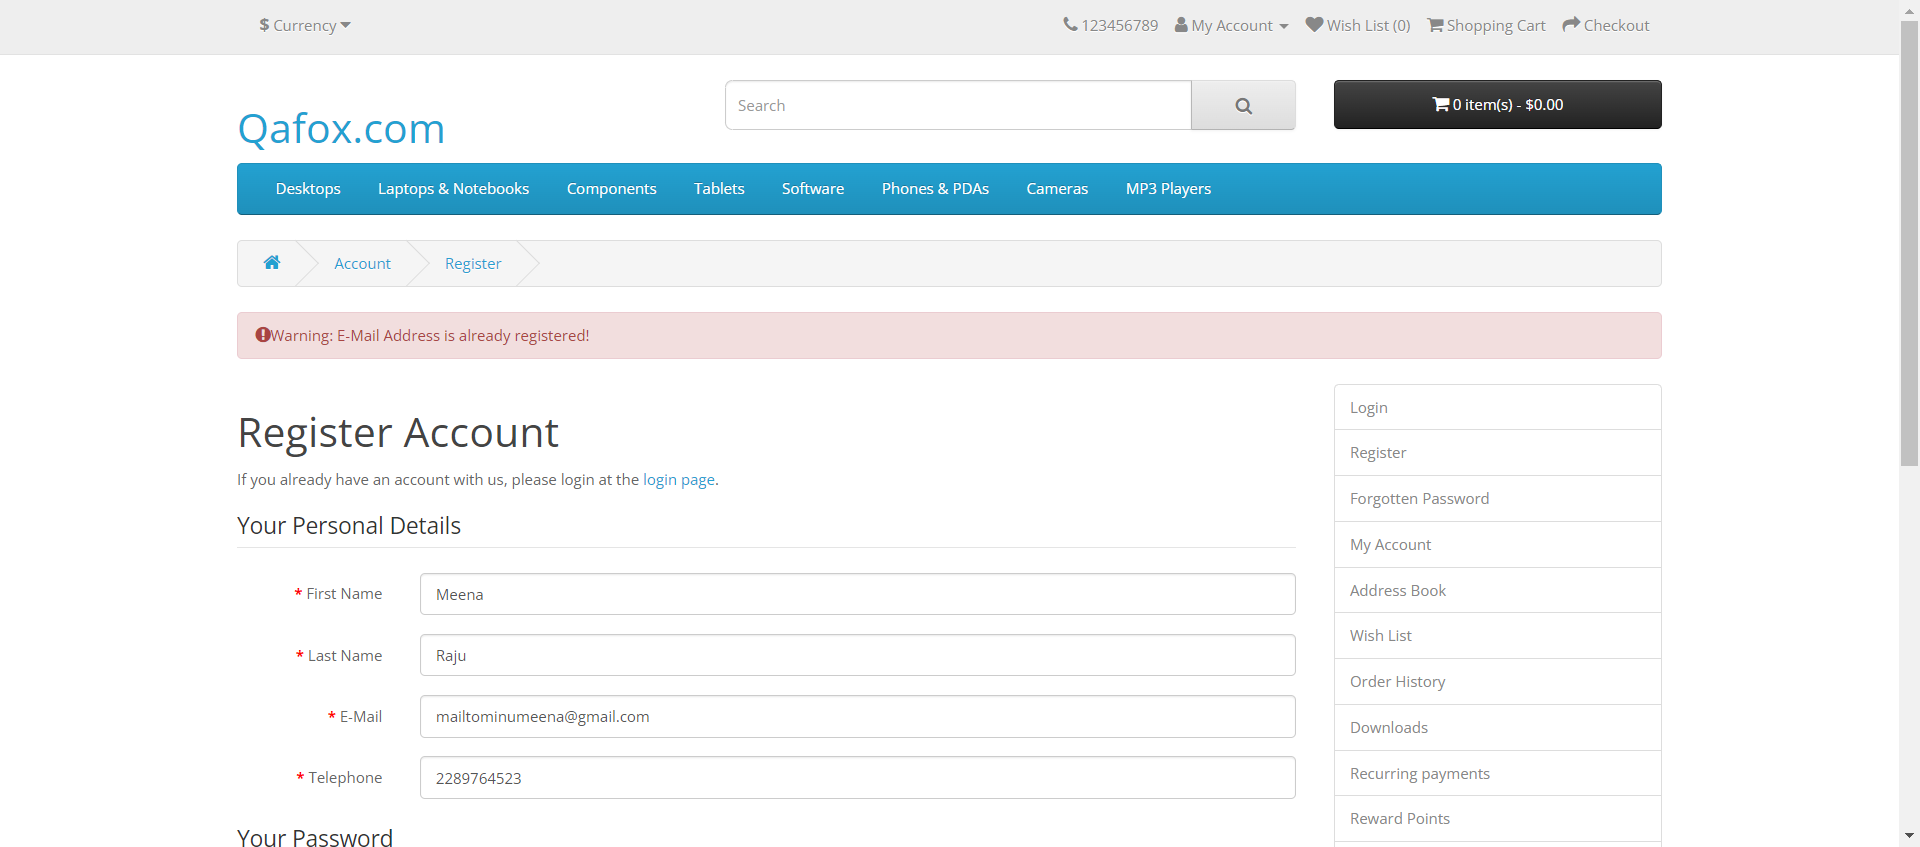 $ Currency
123456789 My Account Wish List (0) Shopping Cart Checkout
Qafox.com
Search
0 item(s) - $0.00
Desktops Laptops & Notebooks Components Tablets Software Phones & PDAs Cameras MP3 Players
Account Register
Warning: E-Mail Address is already registered!
Register Account
If you already have an account with us, please login at the login page.
Your Personal Details
* First Name Meena
* Last Name Raju
* E-Mail mailtominumeena@gmail.com
* Telephone 2289764523
Your Password
Login
Register
Forgotten Password
My Account
Address Book
Wish List
Order History
Downloads
Recurring payments
Reward Points